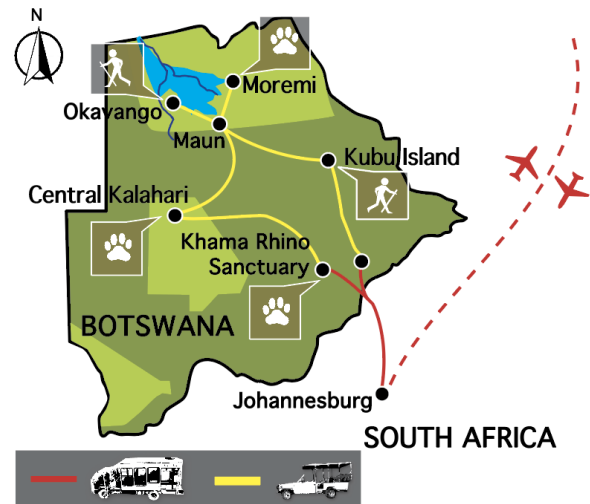 N
Moremi
Okavango
Maun
Kubu Island
Central Kalahari
Khama Rhino
Sanctuary
BOTSWANA
Johannesburg
SOUTH AFRICA